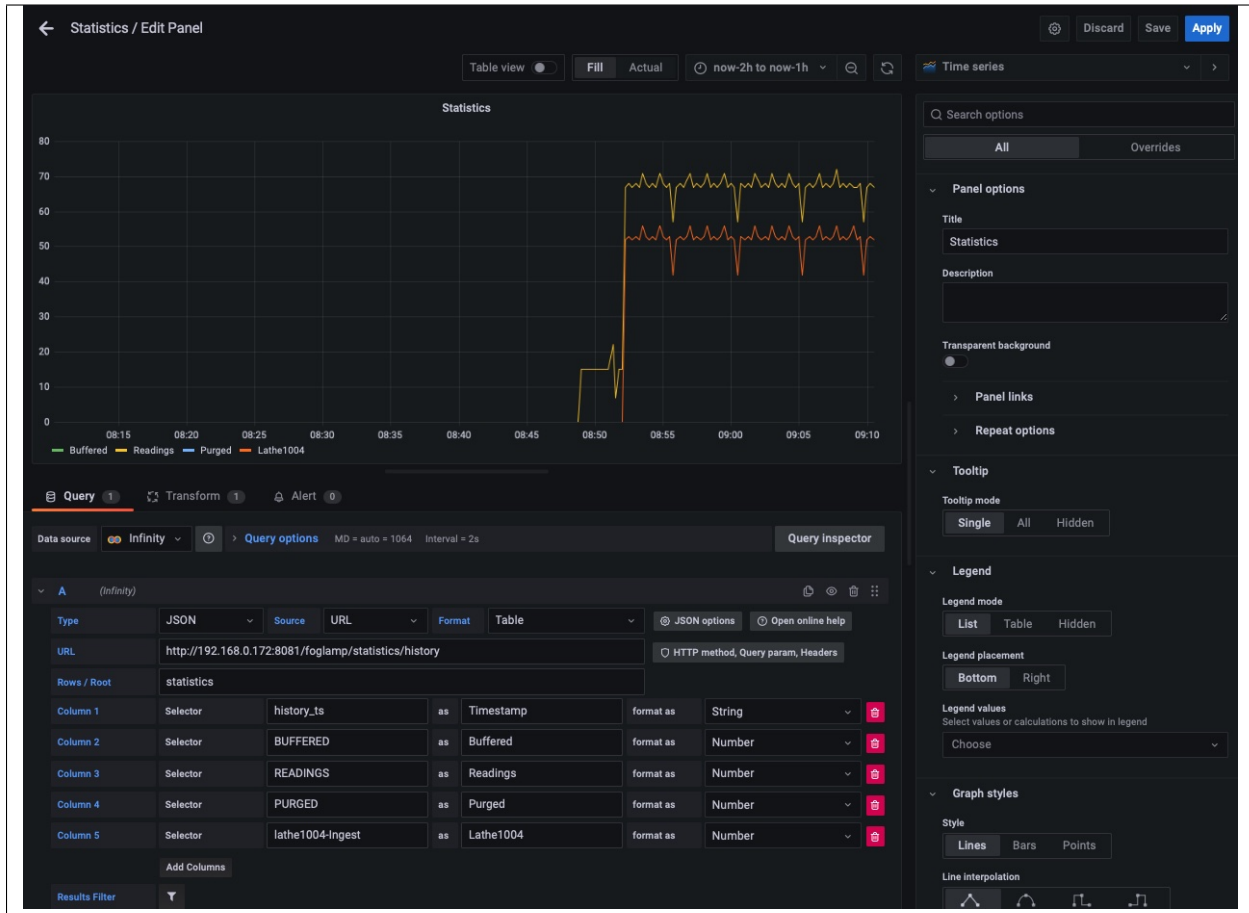 Statistics / Edit Panel
Discard Save Apply
Table view Fill Actual now-2h to now-1h Time series
Statistics
80
70
60
50
40
30
20
10
0
08:15 08:20 08:25 08:30 08:35 08:40 08:45 08:50 08:55 09:00 09:05 09:10
Buffered Readings Purged Lathe1004
Query 1 Transform 1 Alert 0
Data source Infinity Query options MD = auto = 1064 Interval = 2s Query inspector
A (Infinity)
Type JSON Source URL Format Table JSON options Open online help
URL http://192.168.0.172:8081/foglamp/statistics/history HTTP method, Query param, Headers
Rows / Root statistics
Column 1 Selector history_ts as Timestamp format as String
Column 2 Selector BUFFERED as Buffered format as Number
Column 3 Selector READINGS as Readings format as Number
Column 4 Selector PURGED as Purged format as Number
Column 5 Selector lathe1004-Ingest as Lathe1004 format as Number
Add Columns
Results Filter
Search options
All Overrides
Panel options
Title
Statistics
Description
Transparent background
Panel links
Repeat options
Tooltip
Tooltip mode
Single All Hidden
Legend
Legend mode
List Table Hidden
Legend placement
Bottom Right
Legend values
Select values or calculations to show in legend
Choose
Graph styles
Style
Lines Bars Points
Line interpolation